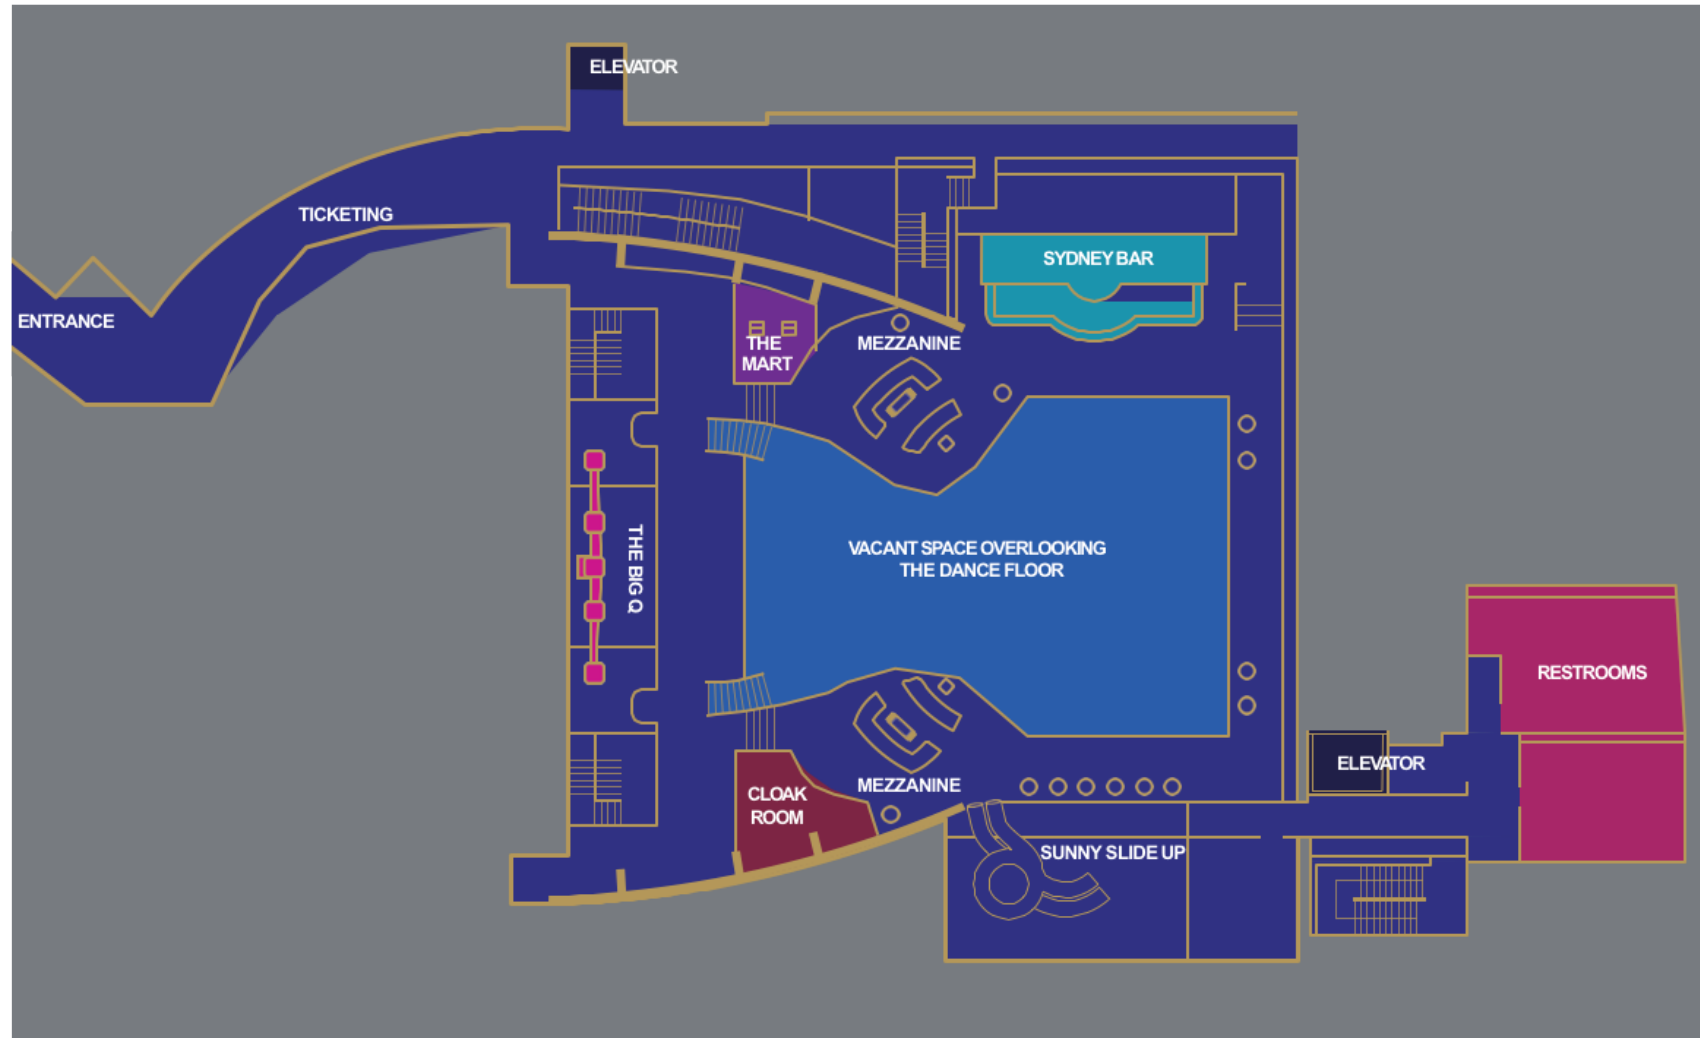 ELEVATOR
TICKETING
SYDNEY BAR
ENTRANCE
THE
MART
MEZZANINE
THE BIG Q
VACANT SPACE OVERLOOKING
THE DANCE FLOOR
RESTROOMS
ELEVATOR
MEZZANINE
CLOAK
ROOM
SUNNY SLIDE UP